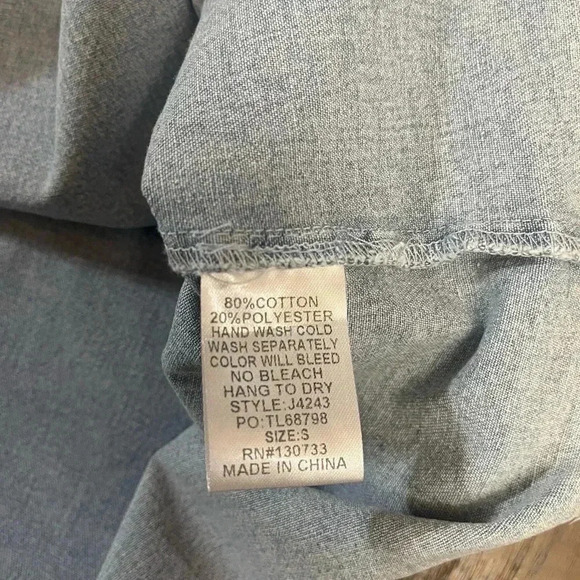 80%COTTON
20%POLYESTER
HAND WASH COLD
WASH SEPARATELY
COLOR WILL BLEED
NO BLEACH
HANG TO DRY
STYLE:J4243
PO:TL68798
SIZE:S
RN#130733
MADE IN CHINA